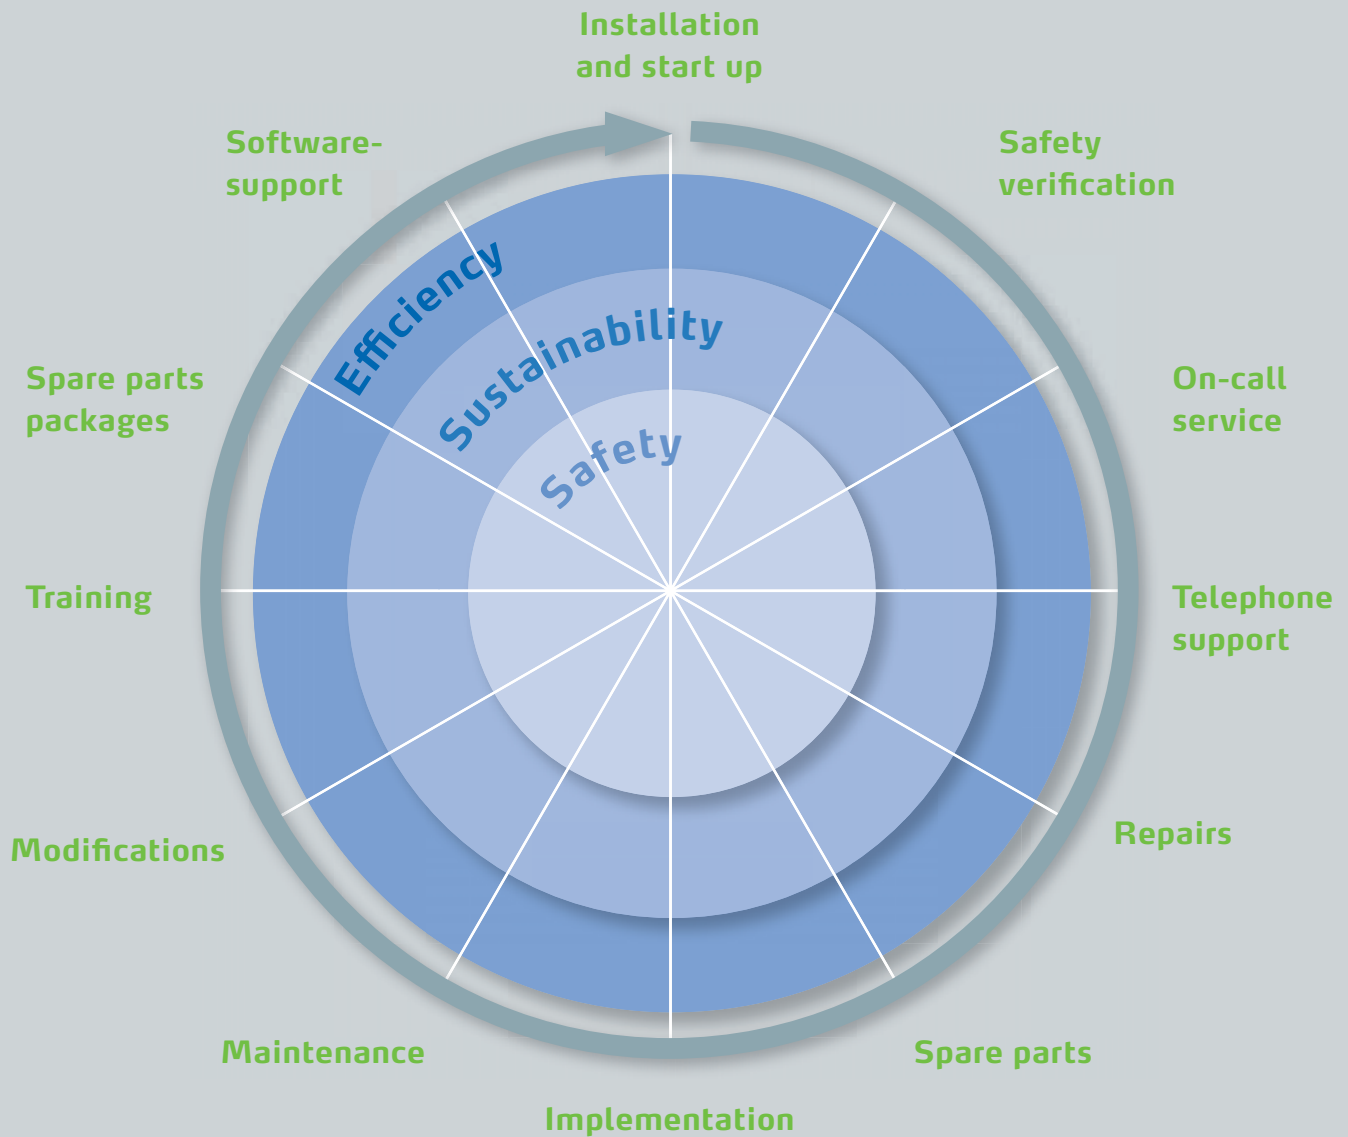 Installation
and start up
Software-
support
Safety
verification
Efficiency
Sustainability
Safety
Spare parts
packages
On-call
service
Training
Telephone
support
Modifications
Repairs
Maintenance
Spare parts
Implementation